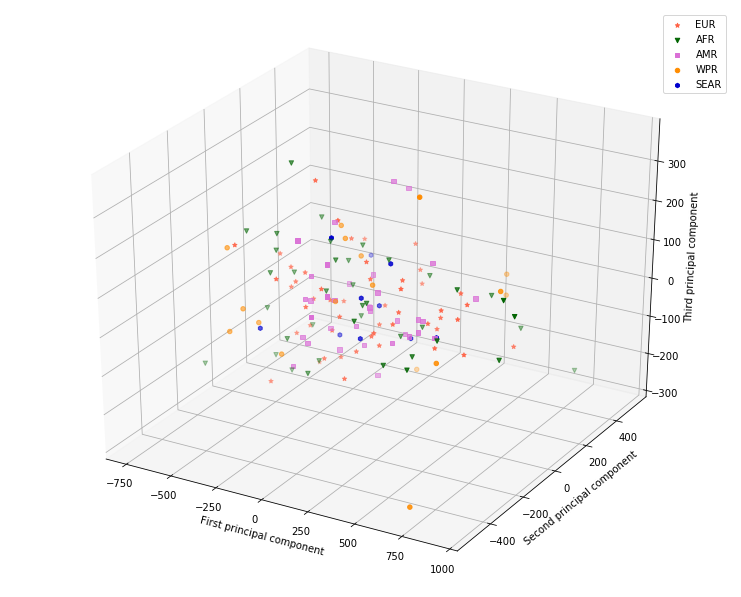 EUR
AFR
AMR
WPR
SEAR
300
200
100
0
−100
−200
−300
Third principal component
400
200
0
−200
−400
Second principal component
−750
−500
−250
0
250
500
750
1000
First principal component